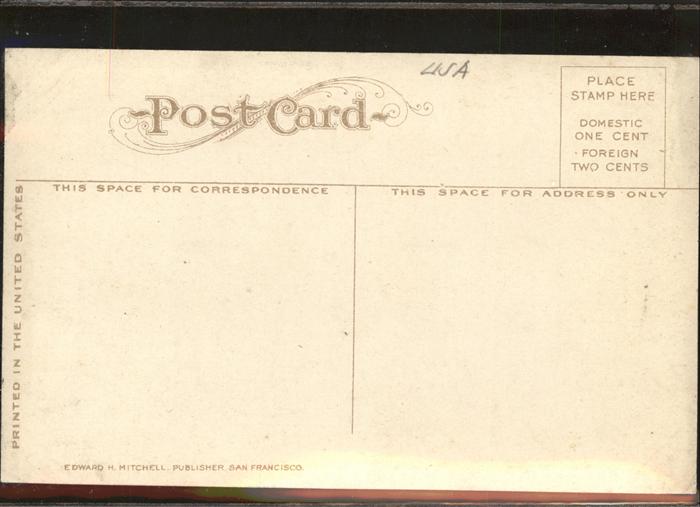 USA
Post Card
PLACE
STAMP HERE
DOMESTIC
ONE CENT
FOREIGN
TWO CENTS
THIS SPACE FOR CORRESPONDENCE
THIS SPACE FOR ADDRESS ONLY
PRINTED IN THE UNITED STATES
EDWARD H. MITCHELL, PUBLISHER, SAN FRANCISCO.